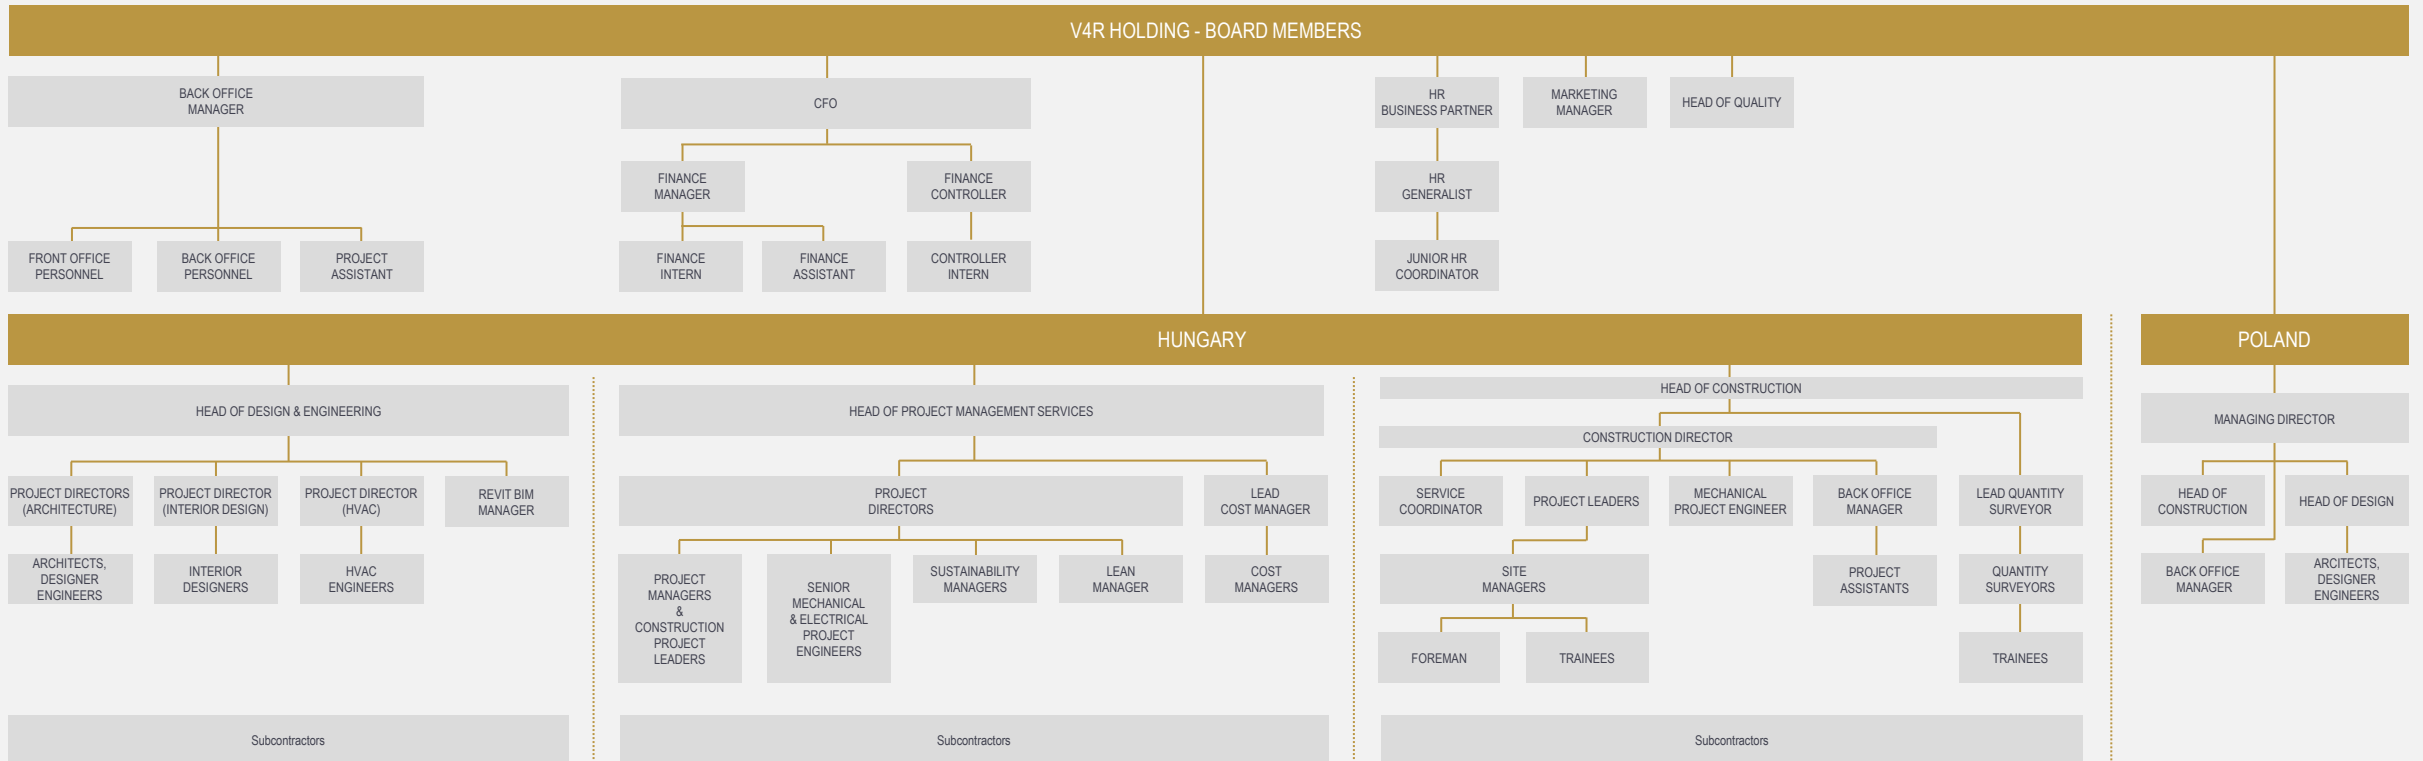 V4R HOLDING - BOARD MEMBERS
BACK OFFICE
MANAGER
CFO
HR
BUSINESS PARTNER
MARKETING
MANAGER
HEAD OF QUALITY
FINANCE
MANAGER
FINANCE
CONTROLLER
HR
GENERALIST
FRONT OFFICE
PERSONNEL
BACK OFFICE
PERSONNEL
PROJECT
ASSISTANT
FINANCE
INTERN
FINANCE
ASSISTANT
CONTROLLER
INTERN
JUNIOR HR
COORDINATOR
HUNGARY
POLAND
HEAD OF DESIGN & ENGINEERING
HEAD OF PROJECT MANAGEMENT SERVICES
HEAD OF CONSTRUCTION
CONSTRUCTION DIRECTOR
MANAGING DIRECTOR
PROJECT DIRECTORS
(ARCHITECTURE)
PROJECT DIRECTOR
(INTERIOR DESIGN)
PROJECT DIRECTOR
(HVAC)
REVIT BIM
MANAGER
PROJECT
DIRECTORS
LEAD
COST MANAGER
SERVICE
COORDINATOR
PROJECT LEADERS
MECHANICAL
PROJECT ENGINEER
BACK OFFICE
MANAGER
LEAD QUANTITY
SURVEYOR
HEAD OF
CONSTRUCTION
HEAD OF DESIGN
ARCHITECTS,
DESIGNER
ENGINEERS
INTERIOR
DESIGNERS
HVAC
ENGINEERS
PROJECT
MANAGERS
&
CONSTRUCTION
PROJECT
LEADERS
SENIOR
MECHANICAL
& ELECTRICAL
PROJECT
ENGINEERS
SUSTAINABILITY
MANAGERS
LEAN
MANAGER
COST
MANAGERS
SITE
MANAGERS
PROJECT
ASSISTANTS
QUANTITY
SURVEYORS
BACK OFFICE
MANAGER
ARCITECTS,
DESIGNER
ENGINEERS
FOREMAN
TRAINEES
TRAINEES
Subcontractors
Subcontractors
Subcontractors